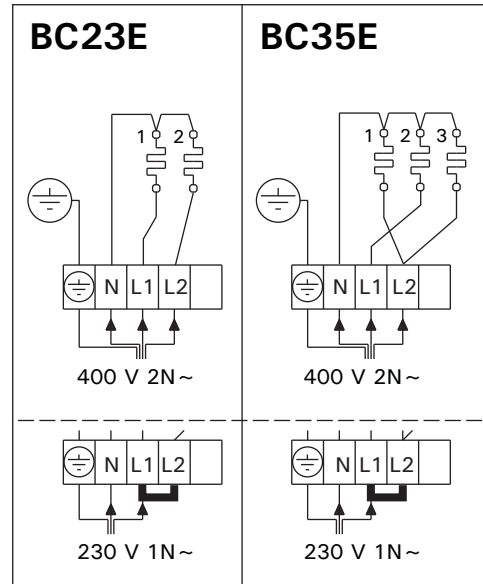 BC23E
1 2
N L1 L2
400 V 2N~
N L1 L2
230 V 1N~
BC35E
1 2 3
N L1 L2
400 V 2N~
N L1 L2
230 V 1N~